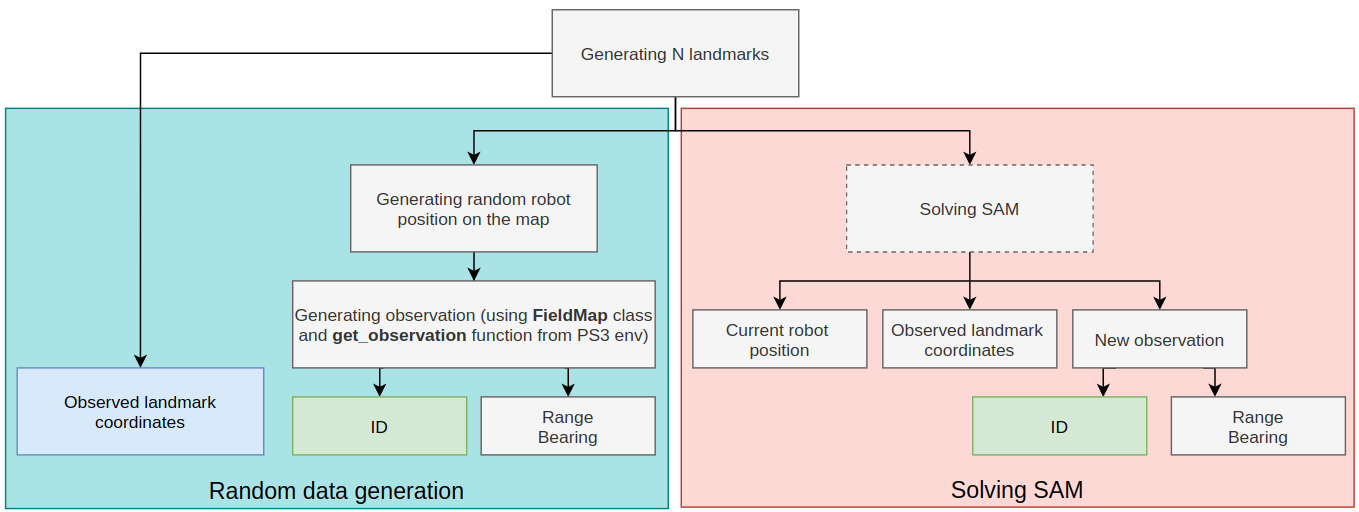 Generating N landmarks
Generating random robot
position on the map
Generating observation (using FieldMap class
and get_observation function from PS3 env)
Observed landmark
coordinates
ID
Range
Bearing
Random data generation
Solving SAM
Current robot
position
Observed landmark
coordinates
New observation
ID
Range
Bearing
Solving SAM